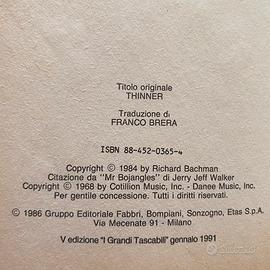 Titolo originale
THINNER
Traduzione di
FRANCO BRERA
ISBN 88-452-0365-4
Copyright © 1984 by Richard Bachman
Citazione da "Mr Bojangles" di Jerry Jeff Walker
Copyright © 1968 by Cotillion Music, Inc. - Danee Music, Inc.
Per gentile concessione. Tutti i diritti riservati.
© 1986 Gruppo Editoriale Fabbri, Bompiani, Sonzogno, Etas S.p.A.
Via Mecenate 91 - Milano
V edizione "I Grandi Tascabili" gennaio 1991